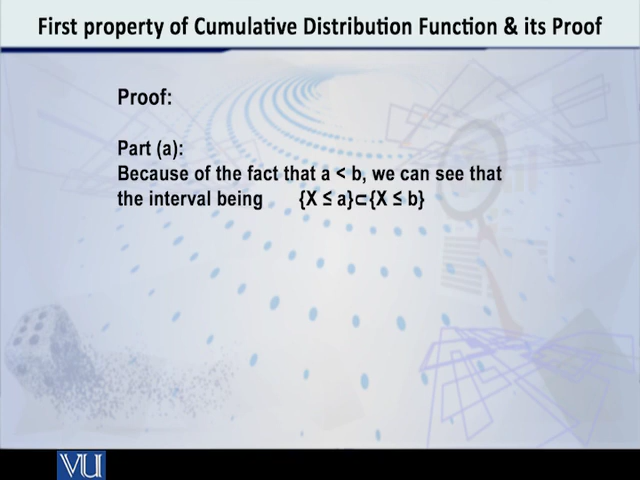 First property of Cumulative Distribution Function & its Proof
Proof:
Part (a):
Because of the fact that a < b, we can see that
the interval being {X ≤ a}⊂{X ≤ b}
VU